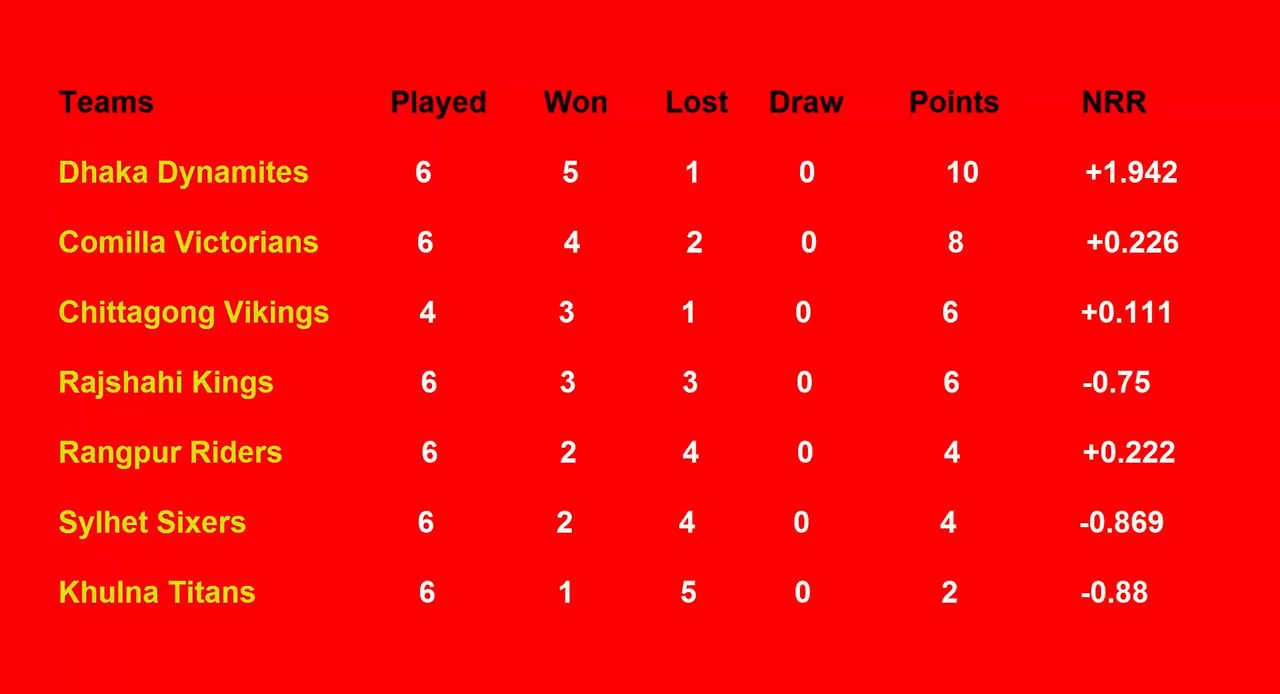 Teams Played Won Lost Draw Points NRR
Dhaka Dynamites 6 5 1 0 10 +1.942
Comilla Victorians 6 4 2 0 8 +0.226
Chittagong Vikings 4 3 1 0 6 +0.111
Rajshahi Kings 6 3 3 0 6 -0.75
Rangpur Riders 6 2 4 0 4 +0.222
Sylhet Sixers 6 2 4 0 4 -0.869
Khulna Titans 6 1 5 0 2 -0.88